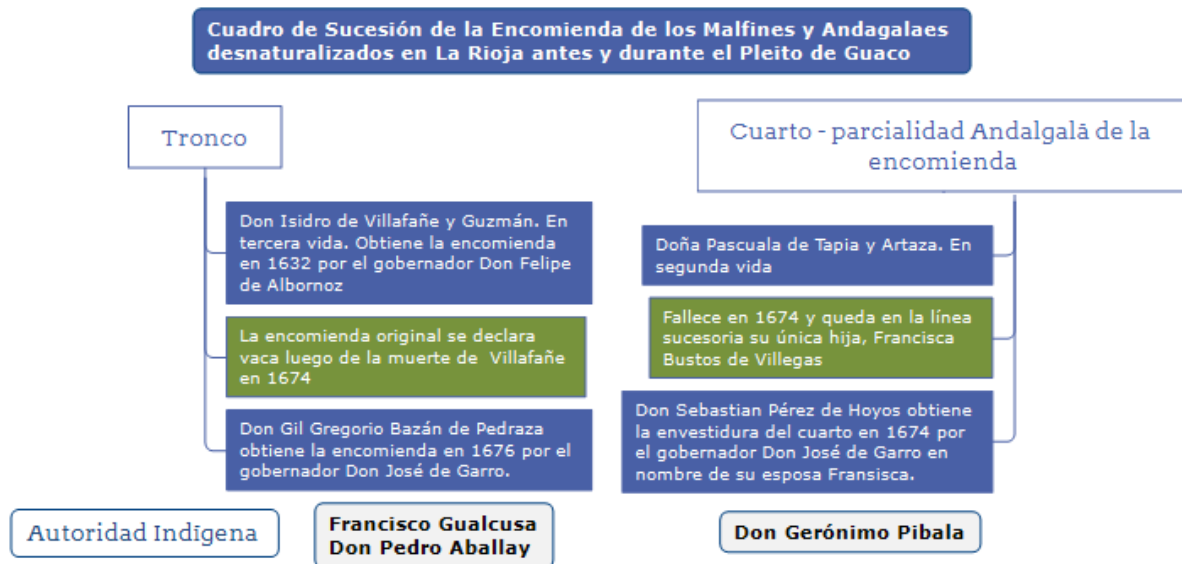 Cuadro de Sucesión de la Encomienda de los Malfines y Andagalaes
desnaturalizados en La Rioja antes y durante el Pleito de Guaco
Tronco
Don Isidro de Villafañe y Guzmán. En
tercera vida. Obtiene la encomienda
en 1632 por el gobernador Don Felipe
de Albornoz
La encomienda original se declara
vaca luego de la muerte de Villafañe
en 1674
Don Gil Gregorio Bazán de Pedraza
obtiene la encomienda en 1676 por el
gobernador Don José de Garro.
Cuarto - parcialidad Andalgalá de la
encomienda
Doña Pascuala de Tapia y Artaza. En
segunda vida
Fallece en 1674 y queda en la línea
sucesoria su única hija, Francisca
Bustos de Villegas
Don Sebastian Pérez de Hoyos obtiene
la envestidura del cuarto en 1674 por
el gobernador Don José de Garro en
nombre de su esposa Fransisca.
Autoridad Indígena
Francisco Gualcusa
Don Pedro Aballay
Don Gerónimo Pibala